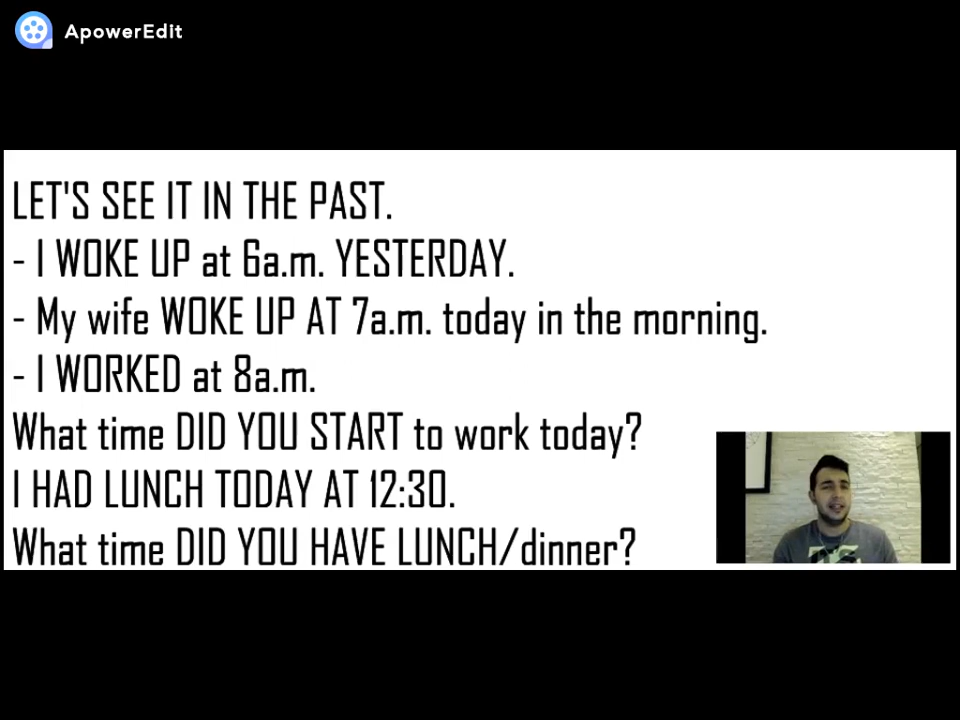 ApowerEdit
LET'S SEE IT IN THE PAST.
- I WOKE UP at 6a.m. YESTERDAY.
- My wife WOKE UP AT 7a.m. today in the morning.
- I WORKED at 8a.m.
What time DID YOU START to work today?
I HAD LUNCH TODAY AT 12:30.
What time DID YOU HAVE LUNCH/dinner?